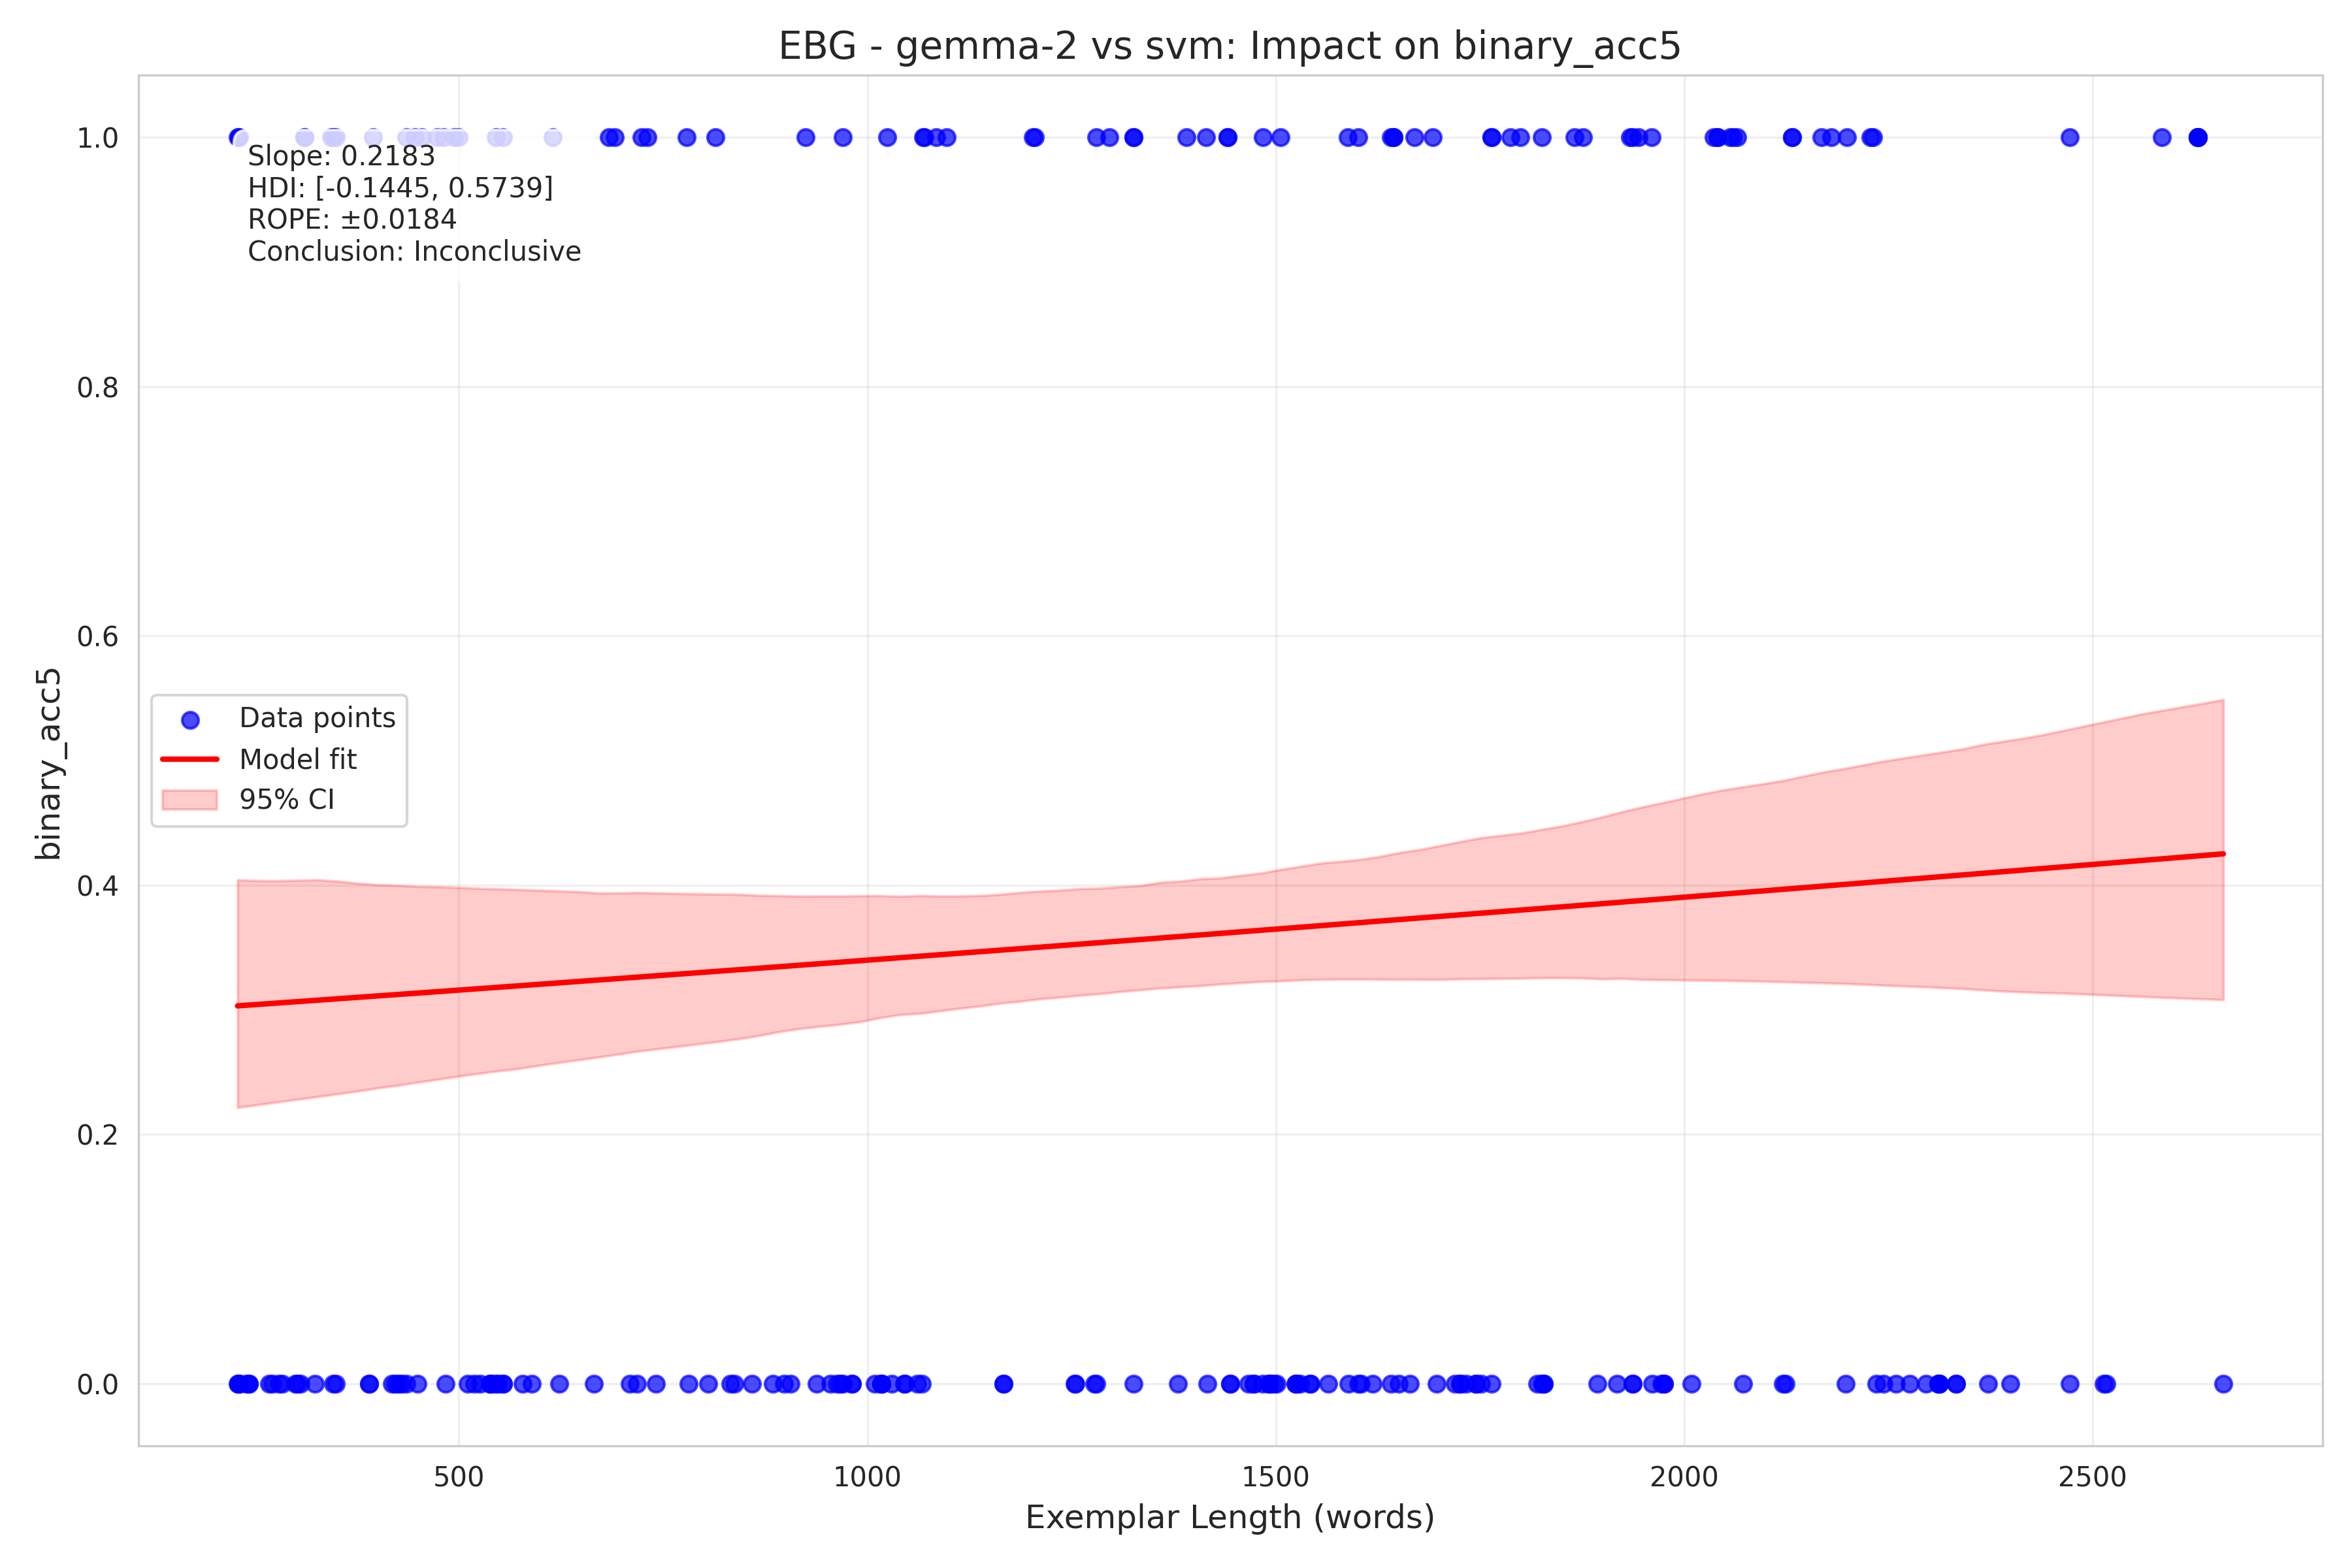 EBG - gemma-2 vs svm: Impact on binary_acc5
1.0
0.8
0.6
0.4
0.2
0.0
binary_acc5
Slope: 0.2183
HDI: [-0.1445, 0.5739]
ROPE: ±0.0184
Conclusion: Inconclusive
Data points
Model fit
95% CI
500
1000
1500
2000
2500
Exemplar Length (words)